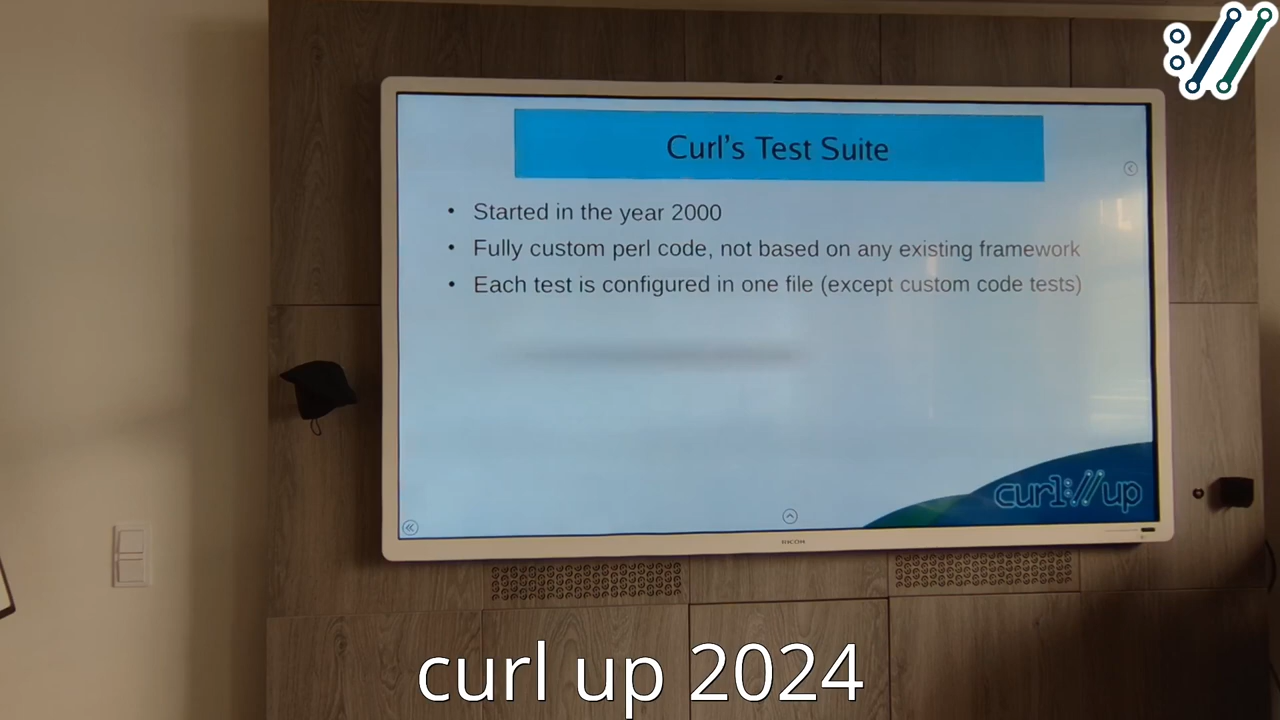 Curl's Test Suite
• Started in the year 2000
• Fully custom perl code, not based on any existing framework
• Each test is configured in one file (except custom code tests)
curl://up
RICOH
curl up 2024